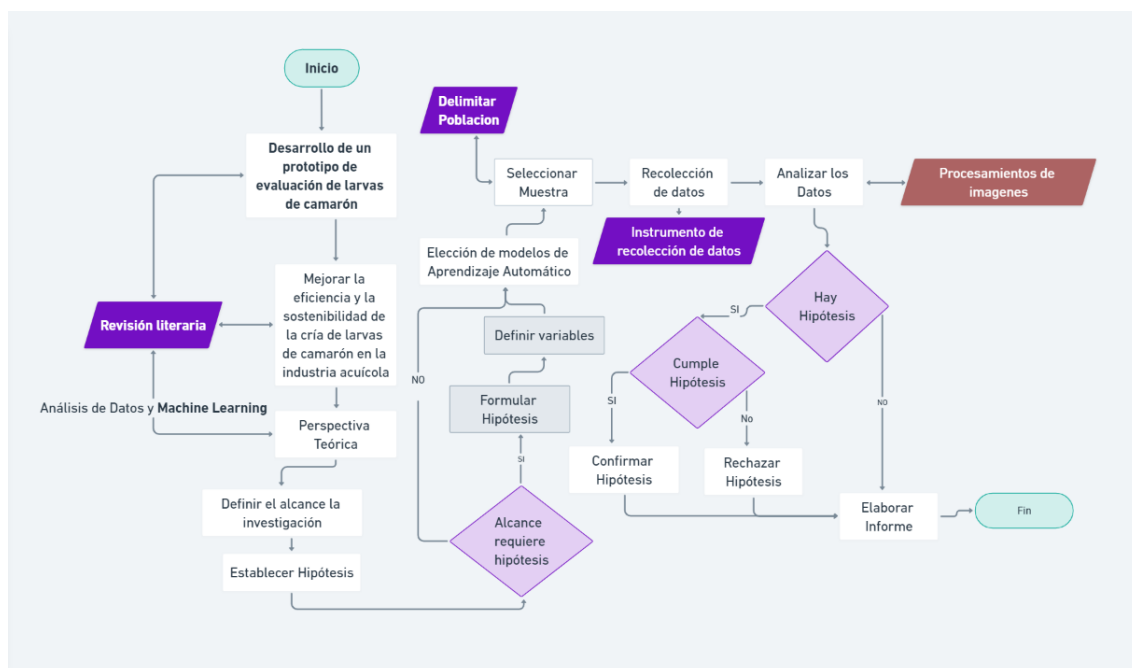 Inicio
Desarrollo de un
prototipo de
evaluación de larvas
de camarón
Mejorar la
eficiencia y la
sostenibilidad de
la cría de larvas
de camarón en la
industria acuícola
Revisión literaria
Análisis de Datos y Machine Learning
Perspectiva
Teórica
Definir el alcance la
investigación
Establecer Hipótesis
Alcance
requiere
hipótesis
SI
NO
Formular
Hipótesis
Definir variables
Elección de modelos de
Aprendizaje Automático
Delimitar
Poblacion
Seleccionar
Muestra
Recolección
de datos
Instrumento de
recolección de datos
Analizar los
Datos
Procesamientos de
imagenes
Hay
Hipótesis
SI
NO
Cumple
Hipótesis
SI
No
Confirmar
Hipótesis
Rechazar
Hipótesis
Elaborar
Informe
Fin